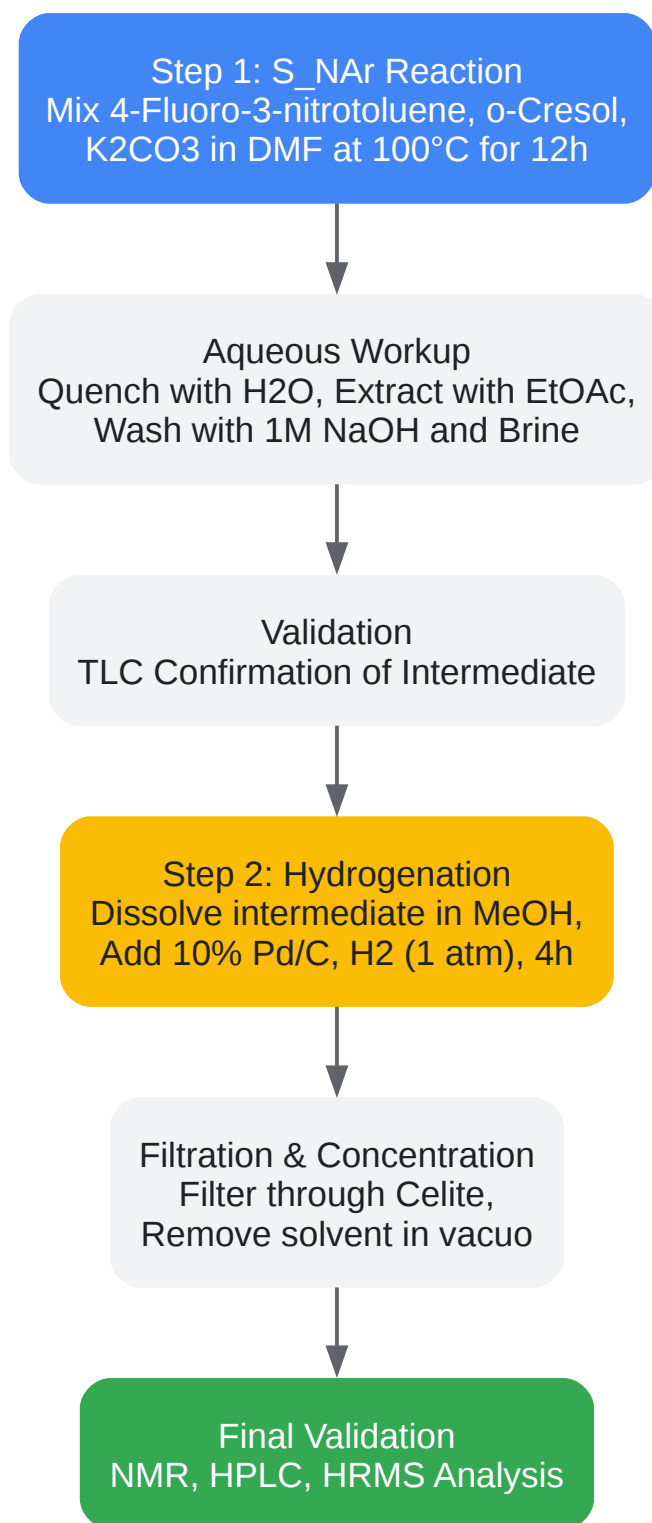 Step 1: S_NAr Reaction
Mix 4-Fluoro-3-nitrotoluene, o-Cresol,
K2CO3 in DMF at 100°C for 12h
Aqueous Workup
Quench with H2O, Extract with EtOAc,
Wash with 1M NaOH and Brine
Validation
TLC Confirmation of Intermediate
Step 2: Hydrogenation
Dissolve intermediate in MeOH,
Add 10% Pd/C, H2 (1 atm), 4h
Filtration & Concentration
Filter through Celite,
Remove solvent in vacuo
Final Validation
NMR, HPLC, HRMS Analysis